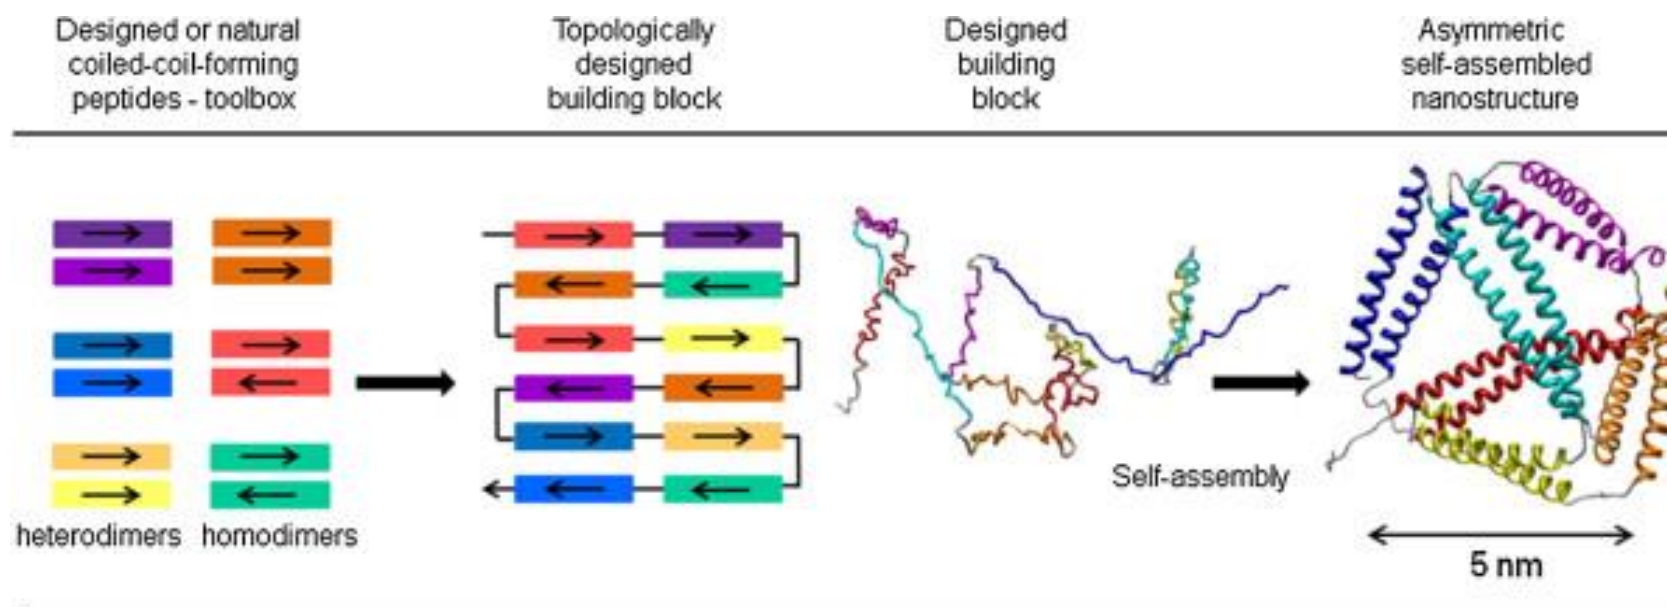 Designed or natural
coiled-coil-forming
peptides - toolbox
Topologically
designed
building block
Designed
building
block
Asymmetric
self-assembled
nanostructure
heterodimers
homodimers
Self-assembly
5 nm